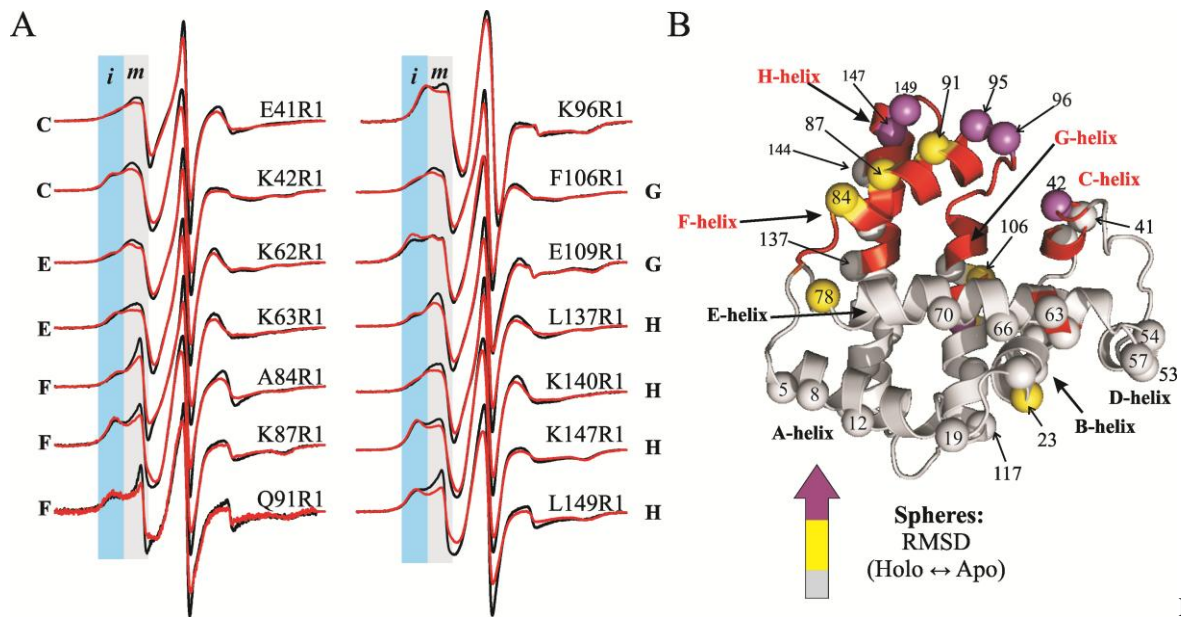 A
B
i m
i m
C E41R1
C K42R1
E K62R1
E K63R1
F A84R1
F K87R1
F Q91R1
K96R1
F106R1 G
E109R1 G
L137R1 H
K140R1 H
K147R1 H
L149R1 H
H-helix
147
149
91
95
96
87
144
G-helix
84
42
C-helix
F-helix
41
137
106
78
E-helix
70
66
63
54
57
53
D-helix
5
8
12
A-helix
19
117
23
B-helix
Spheres:
RMSD
(Holo ↔ Apo)